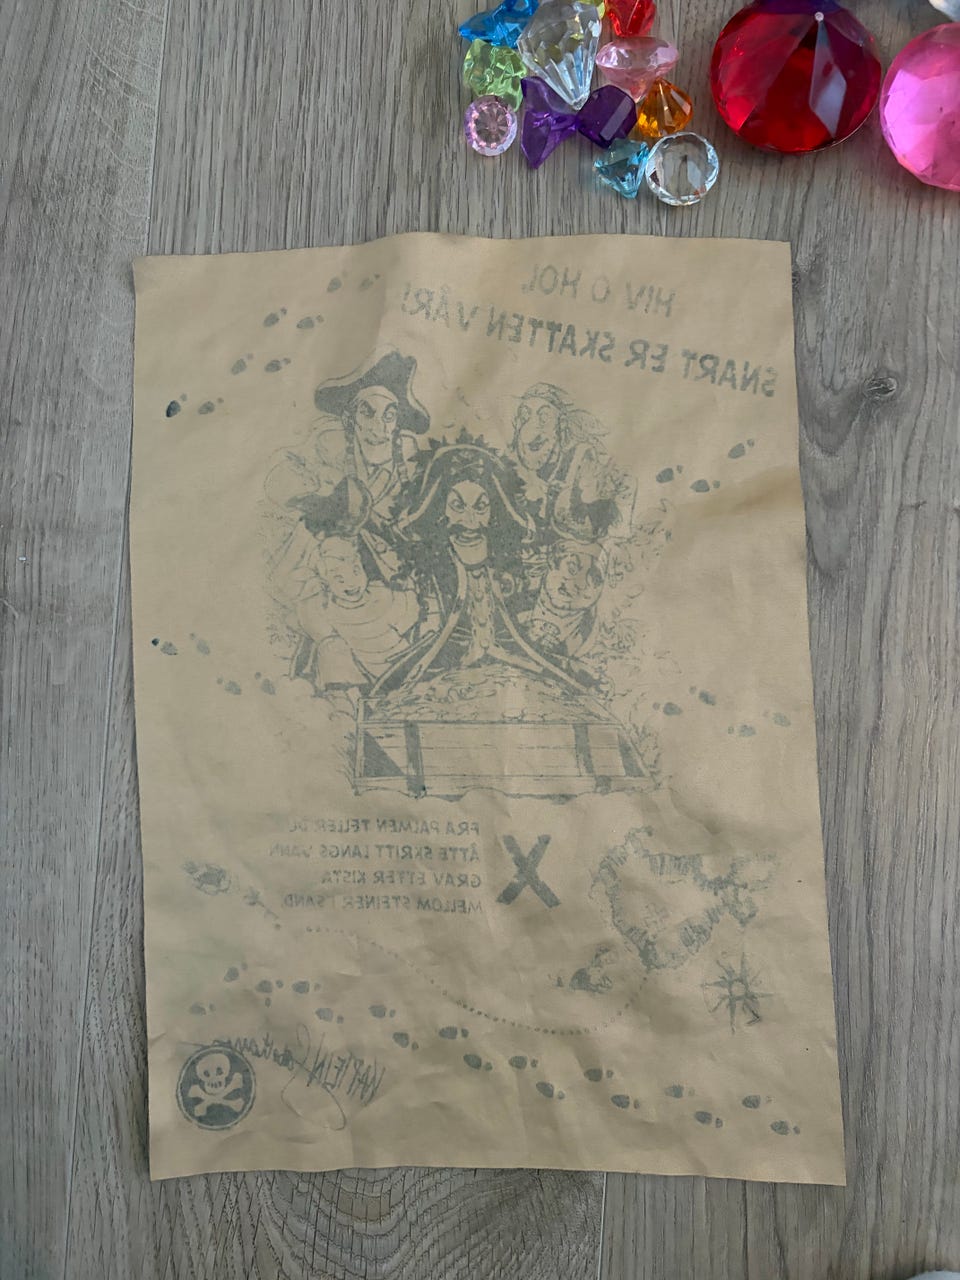 HIV O HOI,
SNART ER SKATTEN VÅR!
FRA PALMEN TELLER DU
ÅTTE SKRITT LANGS VANN.
GRAV ETTER KISTA
MELLOM STEINER I SAND.
X
KAPTEIN